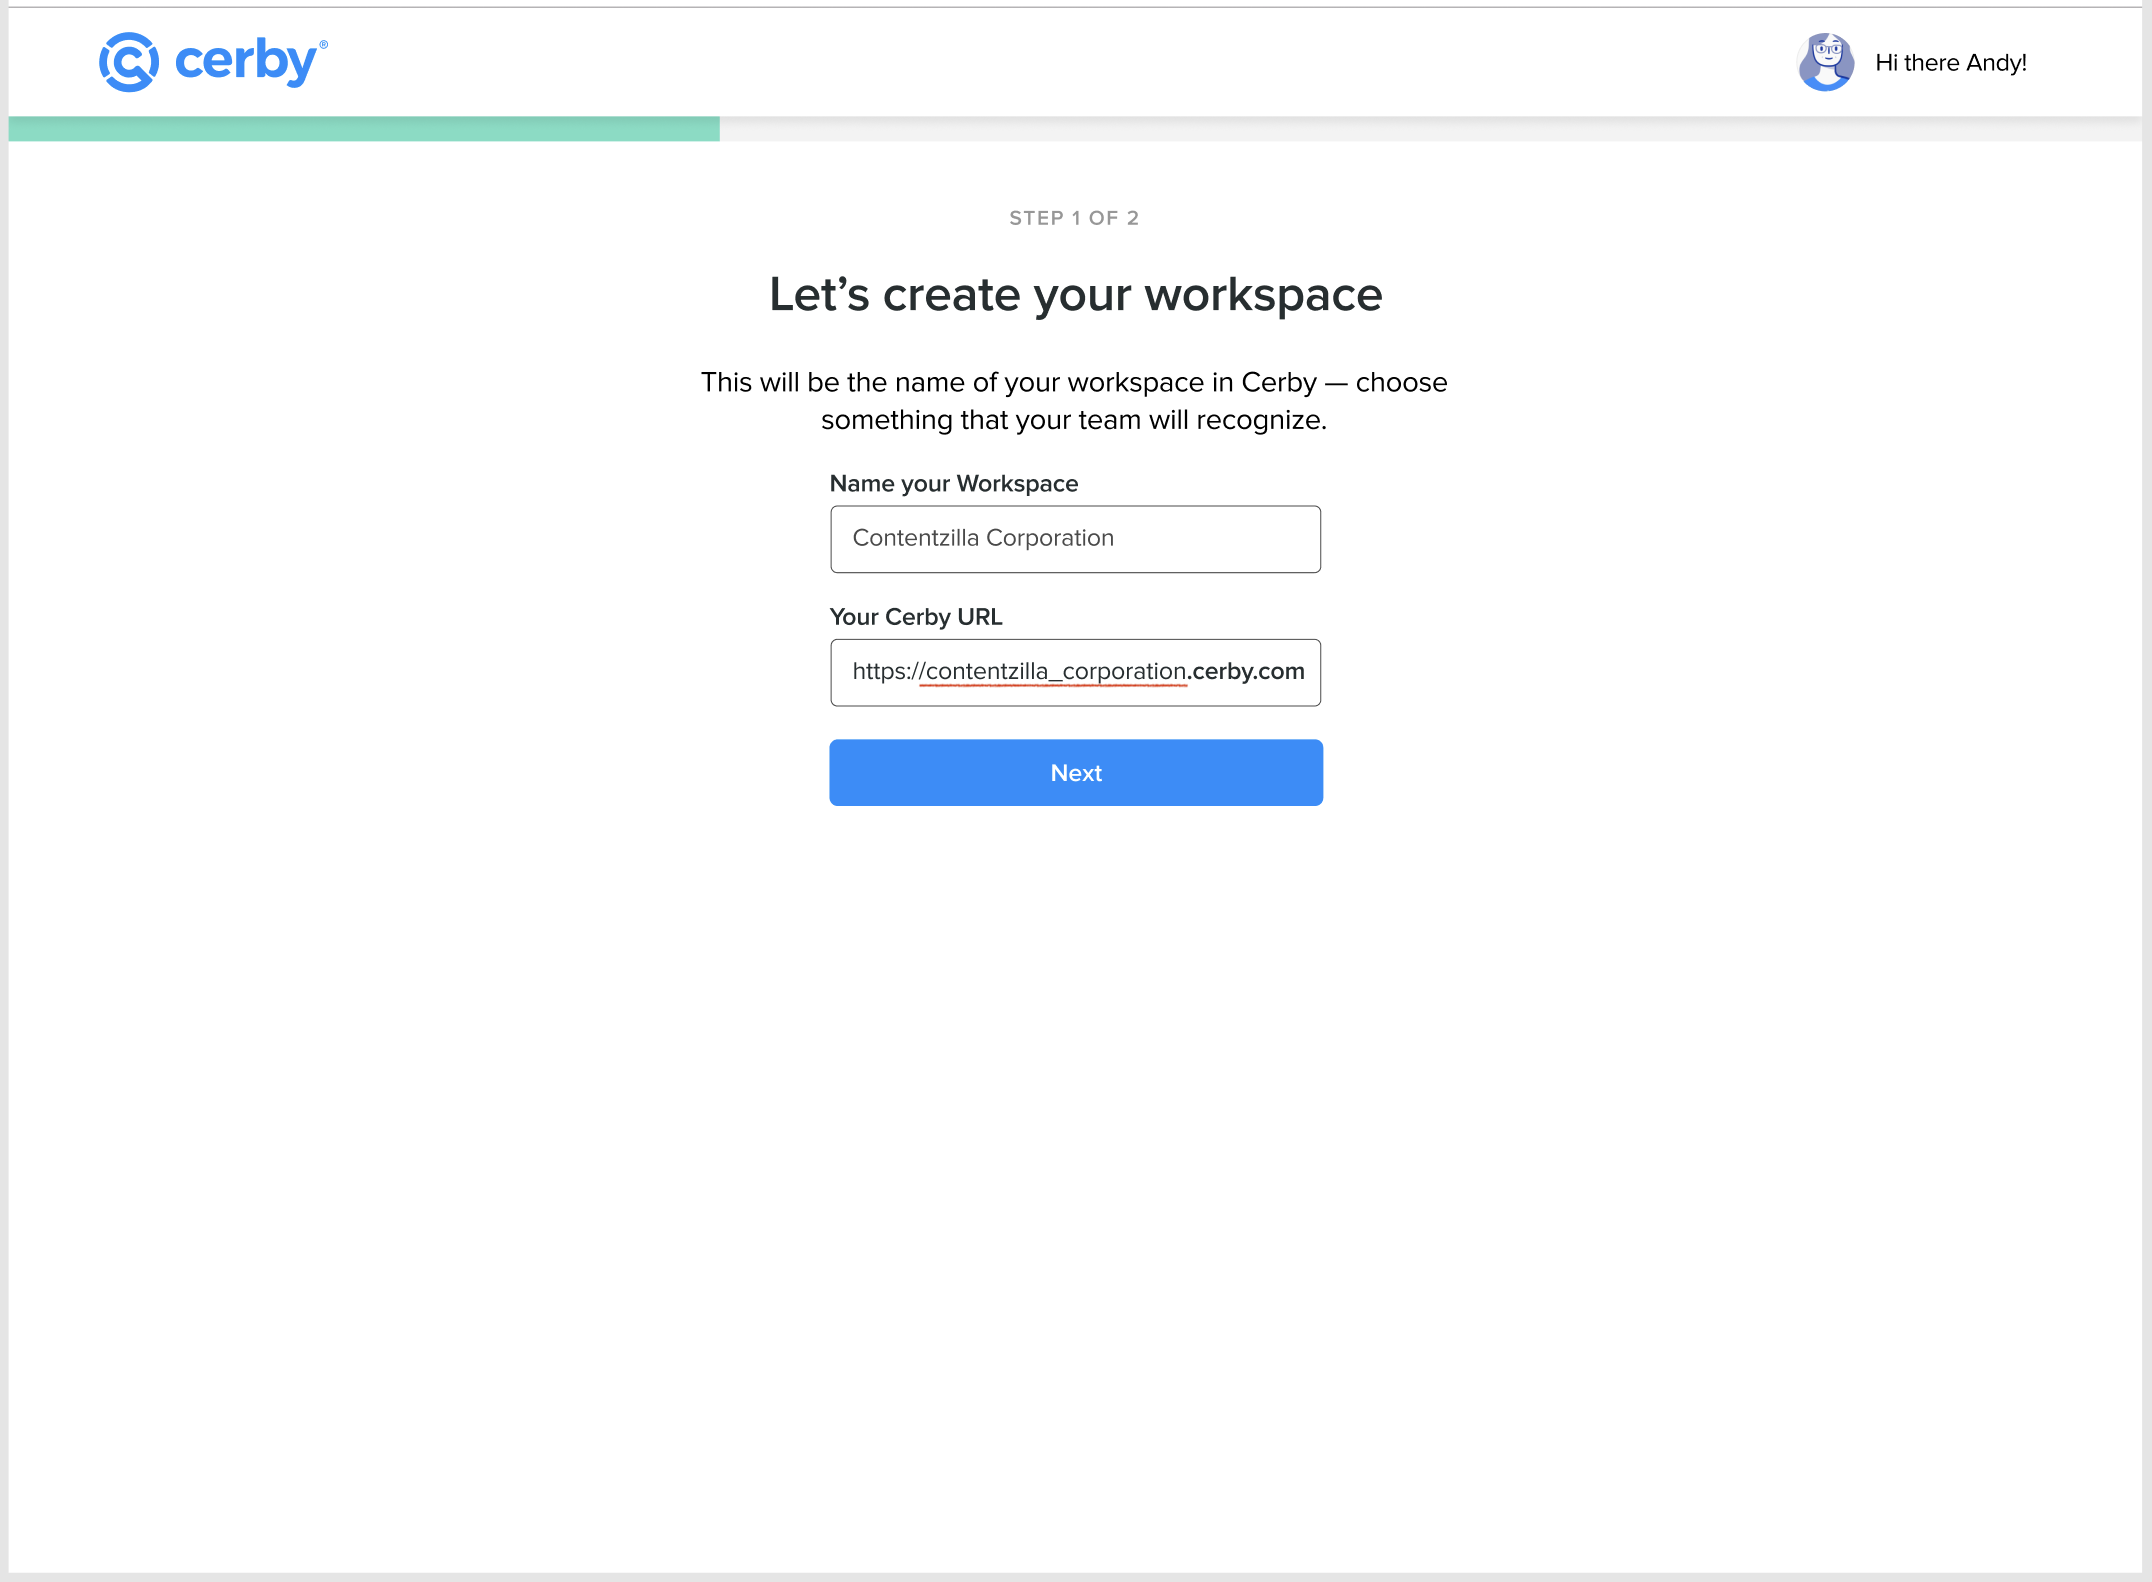 cerby®
Hi there Andy!
STEP 1 OF 2
Let’s create your workspace
This will be the name of your workspace in Cerby — choose
something that your team will recognize.
Name your Workspace
Contentzilla Corporation
Your Cerby URL
https://contentzilla_corporation.cerby.com
Next